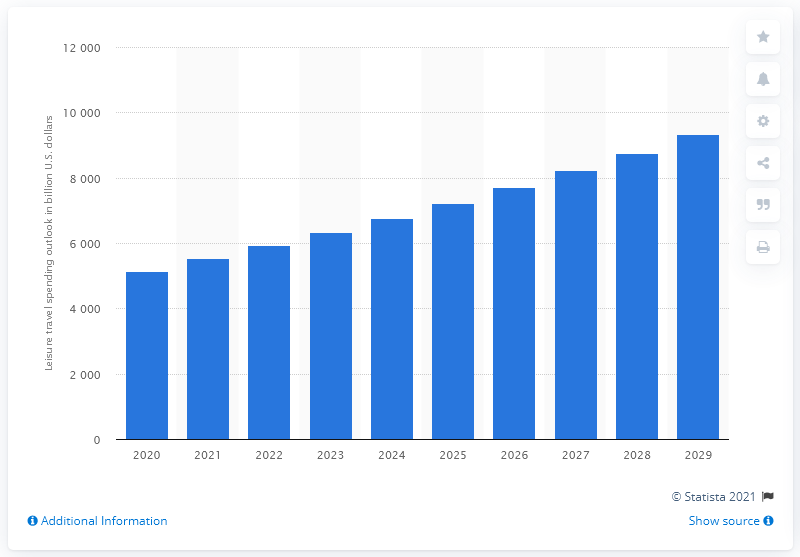 12 000
10 000
8 000
6 000
4 000
2 000
0
Leisure travel spending outlook in billion U.S. dollars
2020 2021 2022 2023 2024 2025 2026 2027 2028 2029
© Statista 2021
Additional Information
Show source